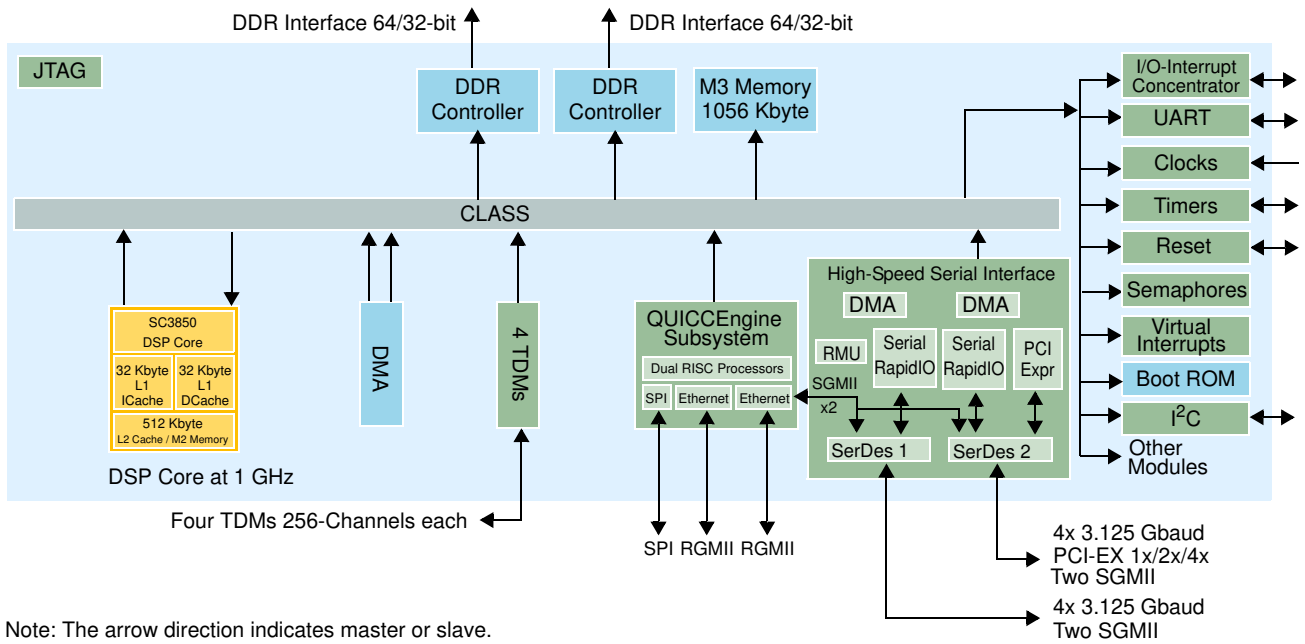 DDR Interface 64/32-bit
DDR Interface 64/32-bit
JTAG
DDR
Controller
DDR
Controller
M3 Memory
1056 Kbyte
I/O-Interrupt
Concentrator
UART
Clocks
Timers
Reset
Semaphores
Virtual
Interrupts
Boot ROM
I²C
Other
Modules
CLASS
SC3850
DSP Core
32 Kbyte
L1
ICache
32 Kbyte
L1
DCache
512 Kbyte
L2 Cache / M2 Memory
DSP Core at 1 GHz
DMA
4 TDMs
Four TDMs 256-Channels each
QUICCEngine
Subsystem
Dual RISC Processors
SPI
Ethernet
Ethernet
SPI
RGMII
RGMII
High-Speed Serial Interface
DMA
DMA
RMU
Serial
RapidIO
Serial
RapidIO
PCI
Expr
SGMII
x2
SerDes 1
SerDes 2
4x 3.125 Gbaud
PCI-EX 1x/2x/4x
Two SGMII
4x 3.125 Gbaud
Two SGMII
Note: The arrow direction indicates master or slave.